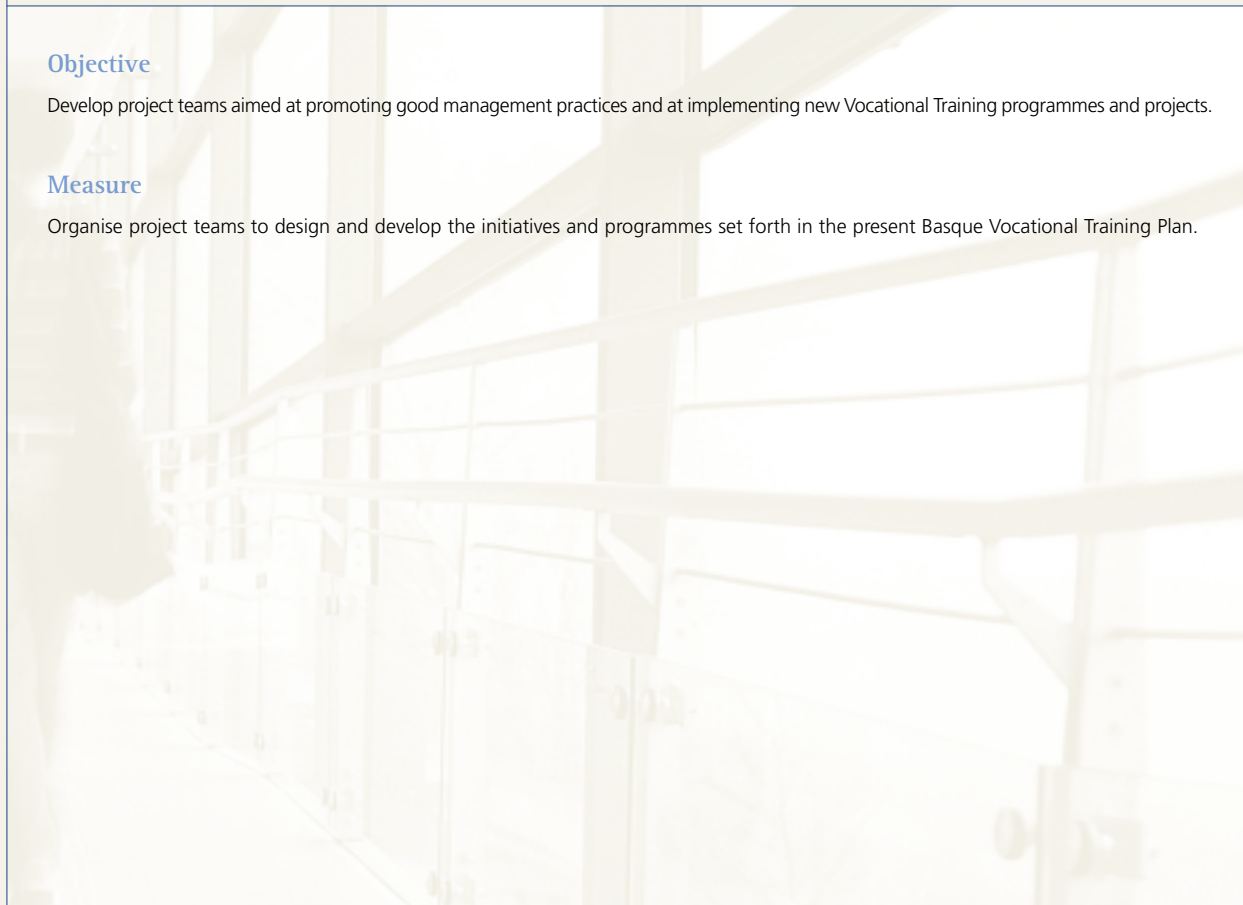 Objective
Develop project teams aimed at promoting good management practices and at implementing new Vocational Training programmes and projects.
Measure
Organise project teams to design and develop the initiatives and programmes set forth in the present Basque Vocational Training Plan.